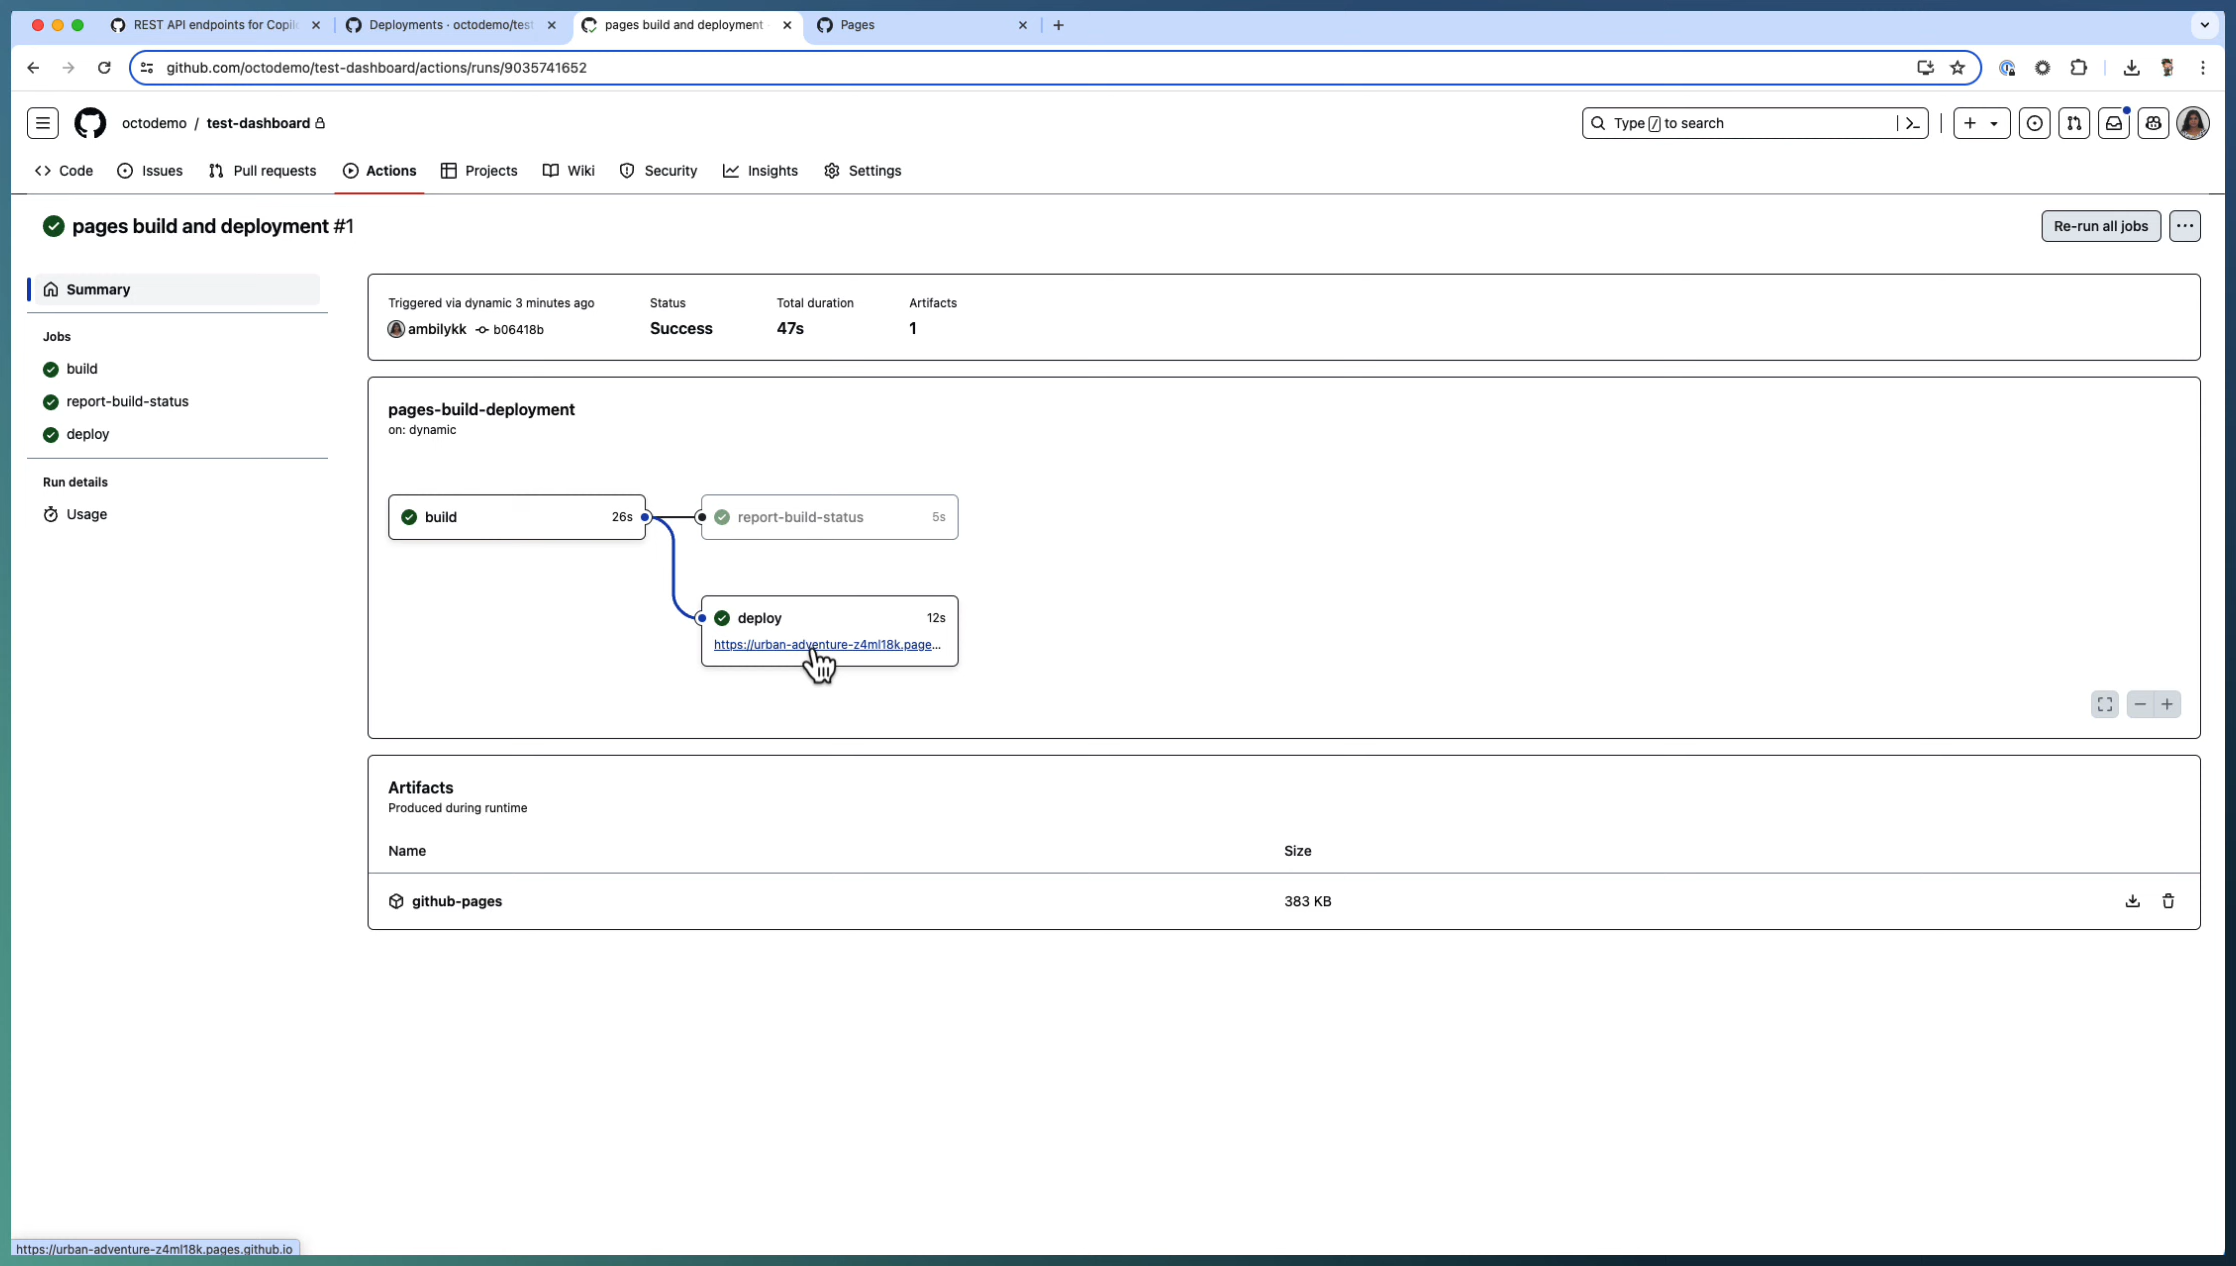 REST API endpoints for Copil
Deployments · octodemo/test
pages build and deployment
Pages
github.com/octodemo/test-dashboard/actions/runs/9035741652
octodemo / test-dashboard
Type / to search
Code
Issues
Pull requests
Actions
Projects
Wiki
Security
Insights
Settings
pages build and deployment #1
Re-run all jobs
Summary
Jobs
build
report-build-status
deploy
Run details
Usage
Triggered via dynamic 3 minutes ago
ambilykk b06418b
Status
Success
Total duration
47s
Artifacts
1
pages-build-deployment
on: dynamic
build 26s
report-build-status 5s
deploy 12s
https://urban-adventure-z4ml18k.page...
Artifacts
Produced during runtime
Name Size
github-pages 383 KB
https://urban-adventure-z4ml18k.pages.github.io